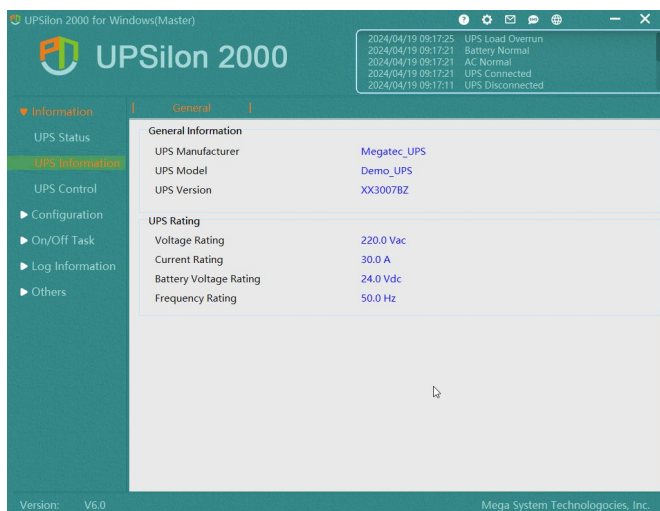 UPSilon 2000 for Windows(Master)
UPSilon 2000
2024/04/19 09:17:25 UPS Load Overrun
2024/04/19 09:17:21 Battery Normal
2024/04/19 09:17:21 AC Normal
2024/04/19 09:17:21 UPS Connected
2024/04/19 09:17:11 UPS Disconnected
Information
UPS Status
UPS Information
UPS Control
Configuration
On/Off Task
Log Information
Others
General
General Information
UPS Manufacturer Megatec_UPS
UPS Model Demo_UPS
UPS Version XX3007BZ
UPS Rating
Voltage Rating 220.0 Vac
Current Rating 30.0 A
Battery Voltage Rating 24.0 Vdc
Frequency Rating 50.0 Hz
Version: V6.0
Mega System Technologocies, Inc.